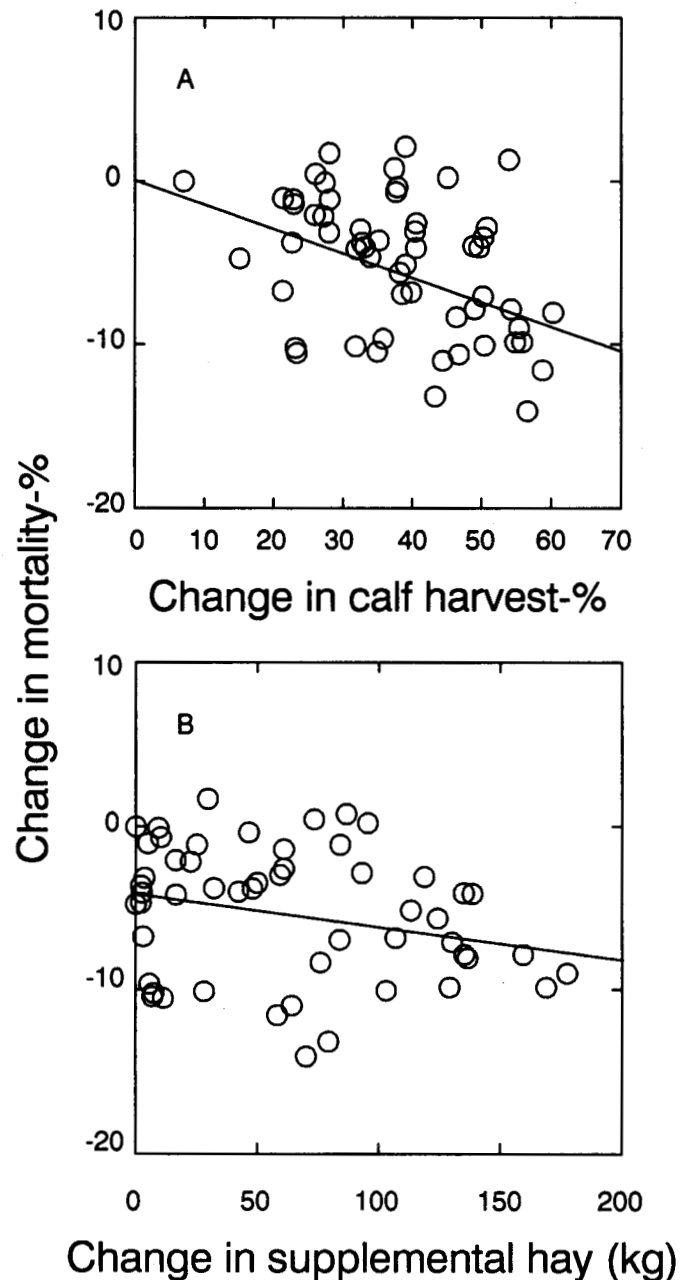 10
A
0
-10
-20
0 10 20 30 40 50 60 70
Change in calf harvest-%
Change in mortality-%
10
B
0
-10
-20
0 50 100 150 200
Change in supplemental hay (kg)